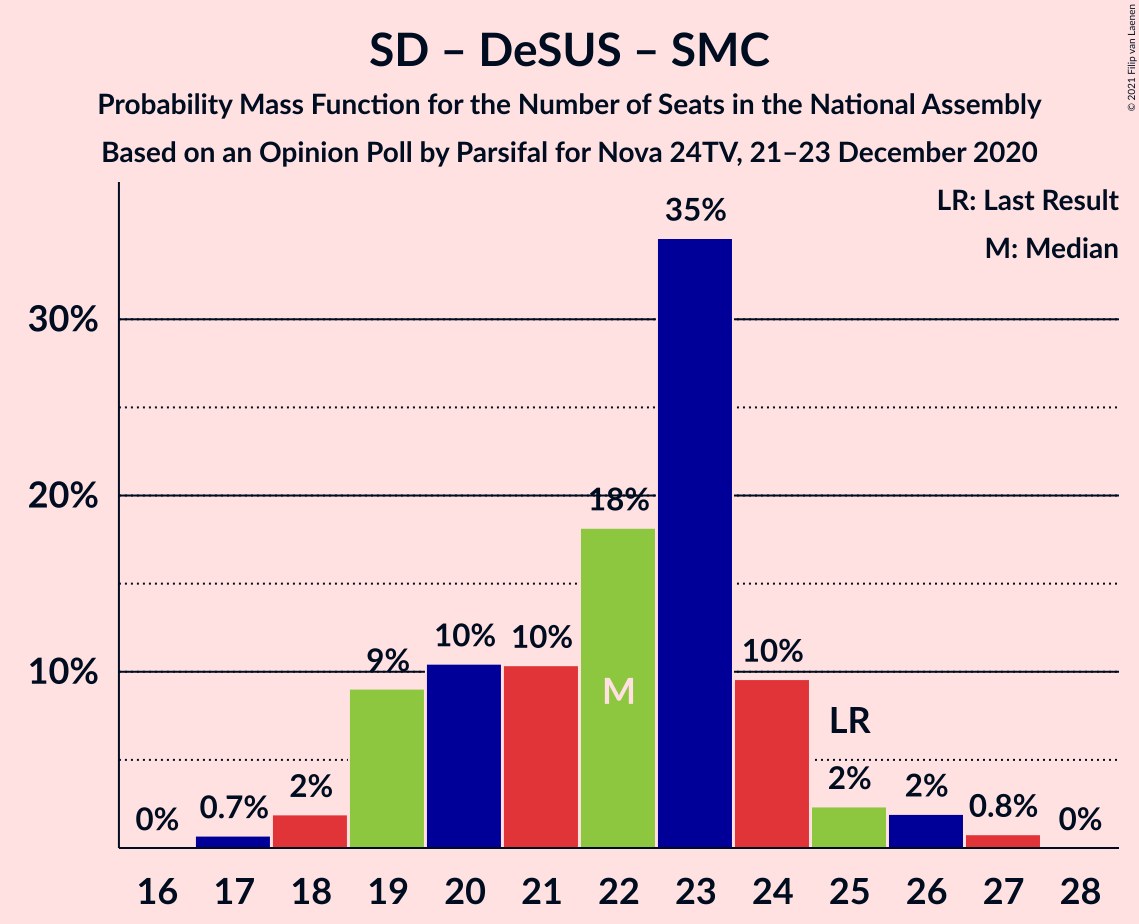 SD – DeSUS – SMC
Probability Mass Function for the Number of Seats in the National Assembly
Based on an Opinion Poll by Parsifal for Nova 24TV, 21–23 December 2020
© 2021 Filip van Laenen
LR: Last Result
M: Median
30%
20%
10%
0%
0.7%
2%
9%
10%
10%
18%
35%
10%
2%
2%
0.8%
0%
M
LR
16 17 18 19 20 21 22 23 24 25 26 27 28